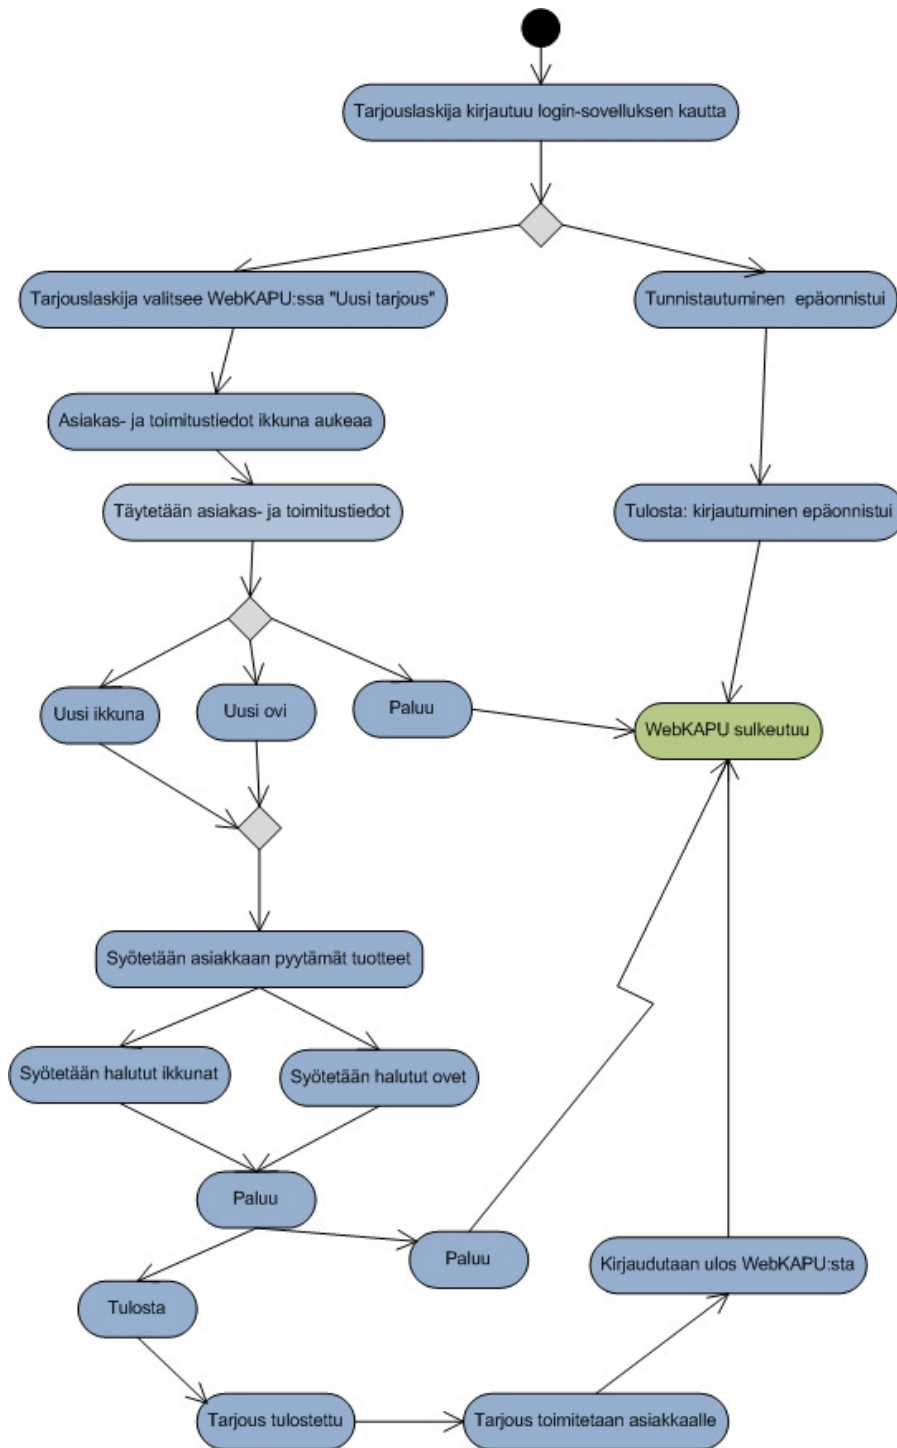 Tarjouslaskija kirjautuu login-sovelluksen kautta
Tarjouslaskija valitsee WebKAPU:ssa "Uusi tarjous"
Tunnistautuminen epäonnistui
Asiakas- ja toimitustiedot ikkuna aukeaa
Täytetään asiakas- ja toimitustiedot
Tulosta: kirjautuminen epäonnistui
Uusi ikkuna
Uusi ovi
Paluu
WebKAPU sulkeutuu
Syötetään asiakkaan pyytämät tuotteet
Syötetään halutut ikkunat
Syötetään halutut ovet
Paluu
Paluu
Kirjaudutaan ulos WebKAPU:sta
Tulosta
Tarjous tulostettu
Tarjous toimitetaan asiakkaalle